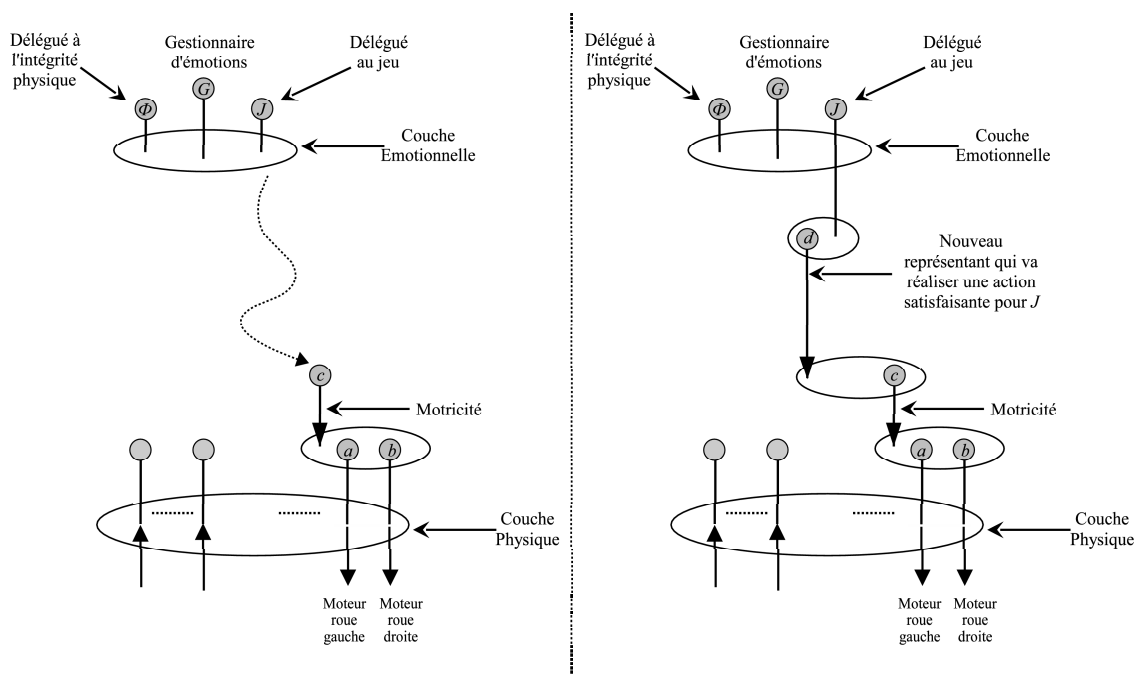 Délégué à
l'intégrité
physique
Gestionnaire
d'émotions
Délégué
au jeu
Φ
G
J
Couche
Emotionnelle
c
Motricité
a
b
Couche
Physique
Moteur
roue
gauche
Moteur
roue
droite
Délégué à
l'intégrité
physique
Gestionnaire
d'émotions
Délégué
au jeu
Φ
G
J
Couche
Emotionnelle
d
Nouveau
représentant qui va
réaliser une action
satisfaisante pour J
c
Motricité
a
b
Couche
Physique
Moteur
roue
gauche
Moteur
roue
droite